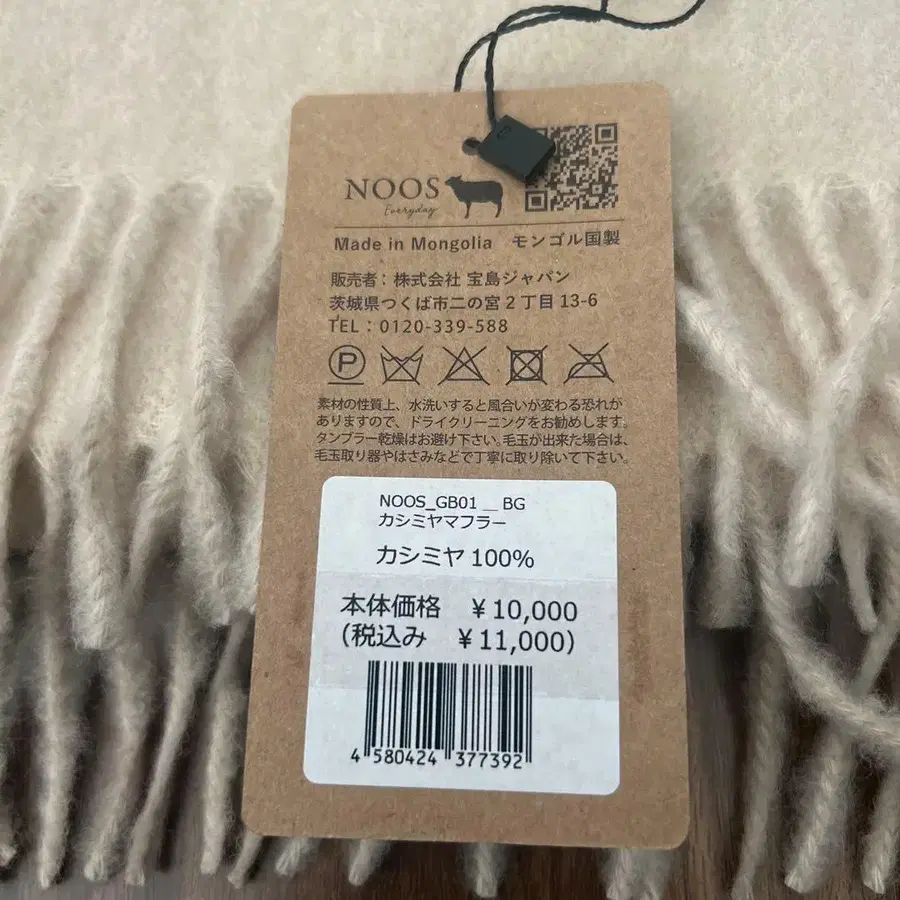 NOOS
Everyday
Made in Mongolia モンゴル国製
販売者：株式会社 宝島ジャパン
茨城県つくば市二の宮２丁目 13-6
TEL：0120-339-588
P
素材の性質上、水洗いすると風合いが変わる恐れが
ありますので、ドライクリーニングをお勧めします。
タンブラー乾燥はお避け下さい。毛玉が出来た場合は、
毛玉取り器やはさみなどで丁寧に取り除いて下さい。
NOOS_GB01 _ BG
カシミヤマフラー
カシミヤ 100%
本体価格 ￥10,000
(税込み ￥11,000)
4 580424 377392